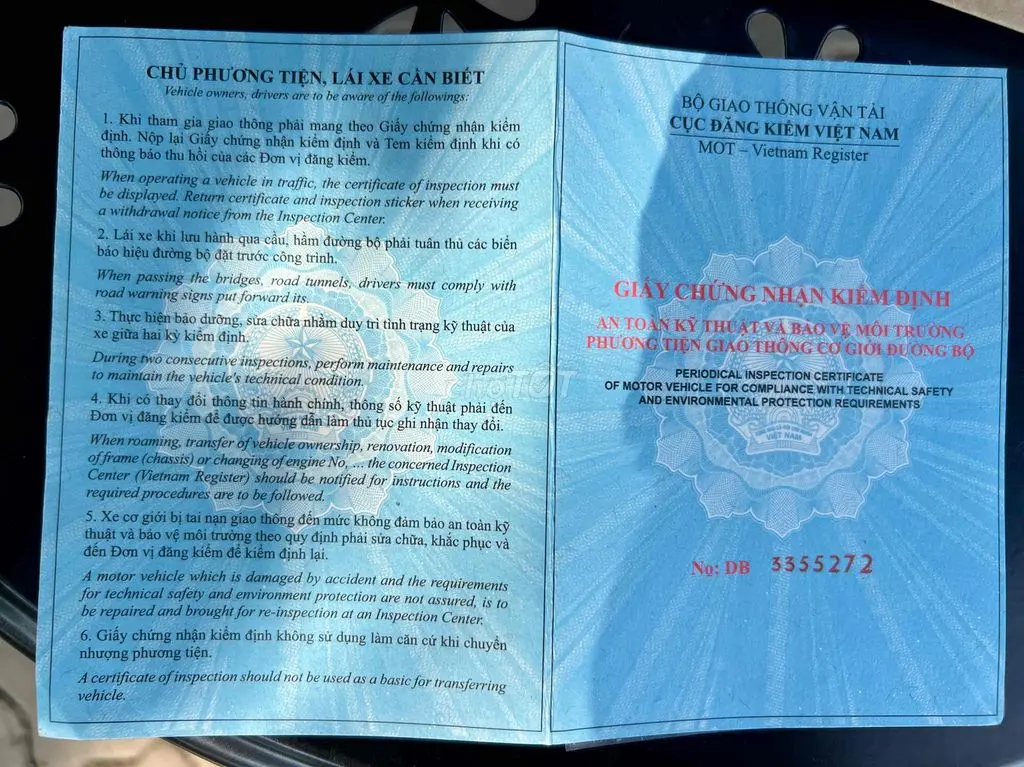 CHỦ PHƯƠNG TIỆN, LÁI XE CẦN BIẾT
Vehicle owners, drivers are to be aware of the followings:
1. Khi tham gia giao thông phải mang theo Giấy chứng nhận kiểm
định. Nộp lại Giấy chứng nhận kiểm định và Tem kiểm định khi có
thông báo thu hồi của các Đơn vị đăng kiểm.
When operating a vehicle in traffic, the certificate of inspection must
be displayed. Return certificate and inspection sticker when receiving
a withdrawal notice from the Inspection Center.
2. Lái xe khi lưu hành qua cầu, hầm đường bộ phải tuân thủ các biển
báo hiệu đường bộ đặt trước công trình.
When passing the bridges, road tunnels, drivers must comply with
road warning signs put forward its.
3. Thực hiện bảo dưỡng, sửa chữa nhằm duy trì tình trạng kỹ thuật của
xe giữa hai kỳ kiểm định.
During two consecutive inspections, perform maintenance and repairs
to maintain the vehicle's technical condition.
4. Khi có thay đổi thông tin hành chính, thông số kỹ thuật phải đến
Đơn vị đăng kiểm để được hướng dẫn làm thủ tục ghi nhận thay đổi.
When roaming, transfer of vehicle ownership, renovation, modification
of frame (chassis) or changing of engine No, ... the concerned Inspection
Center (Vietnam Register) should be notified for instructions and the
required procedures are to be followed.
5. Xe cơ giới bị tai nạn giao thông đến mức không đảm bảo an toàn kỹ
thuật và bảo vệ môi trường theo quy định phải sửa chữa, khắc phục và
đến Đơn vị đăng kiểm để kiểm định lại.
A motor vehicle which is damaged by accident and the requirements
for technical safety and environment protection are not assured, is to
be repaired and brought for re-inspection at an Inspection Center.
6. Giấy chứng nhận kiểm định không sử dụng làm căn cứ khi chuyển
nhượng phương tiện.
A certificate of inspection should not be used as a basic for transferring
vehicle.
BỘ GIAO THÔNG VẬN TẢI
CỤC ĐĂNG KIỂM VIỆT NAM
MOT – Vietnam Register
GIẤY CHỨNG NHẬN KIỂM ĐỊNH
AN TOÀN KỸ THUẬT VÀ BẢO VỆ MÔI TRƯỜNG
PHƯƠNG TIỆN GIAO THÔNG CƠ GIỚI ĐƯỜNG BỘ
PERIODICAL INSPECTION CERTIFICATE
OF MOTOR VEHICLE FOR COMPLIANCE WITH TECHNICAL SAFETY
AND ENVIRONMENTAL PROTECTION REQUIREMENTS
VIỆT NAM
No: DB 3355272